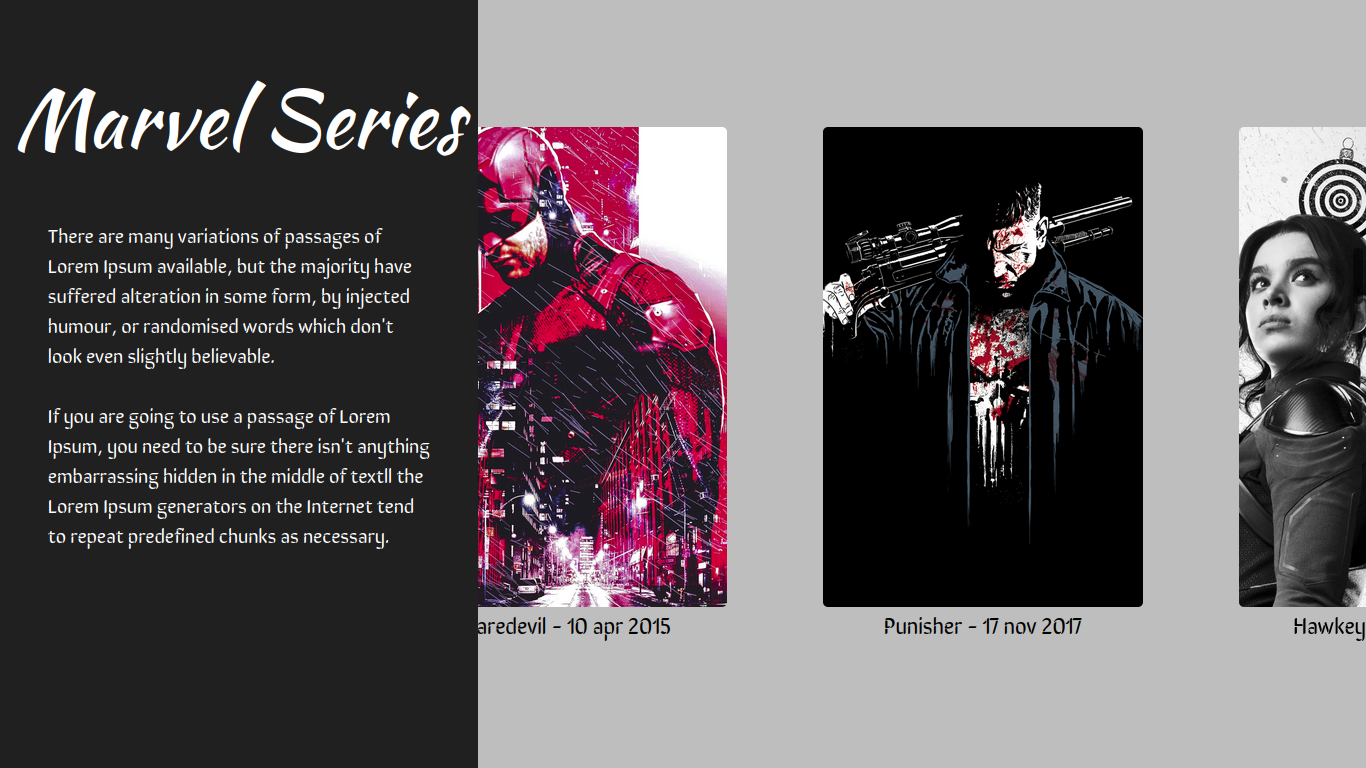 Marvel Series
There are many variations of passages of
Lorem Ipsum available, but the majority have
suffered alteration in some form, by injected
humour, or randomised words which don't
look even slightly believable.
If you are going to use a passage of Lorem
Ipsum, you need to be sure there isn't anything
embarrassing hidden in the middle of textll the
Lorem Ipsum generators on the Internet tend
to repeat predefined chunks as necessary.
aredevil - 10 apr 2015
Punisher - 17 nov 2017
Hawkey